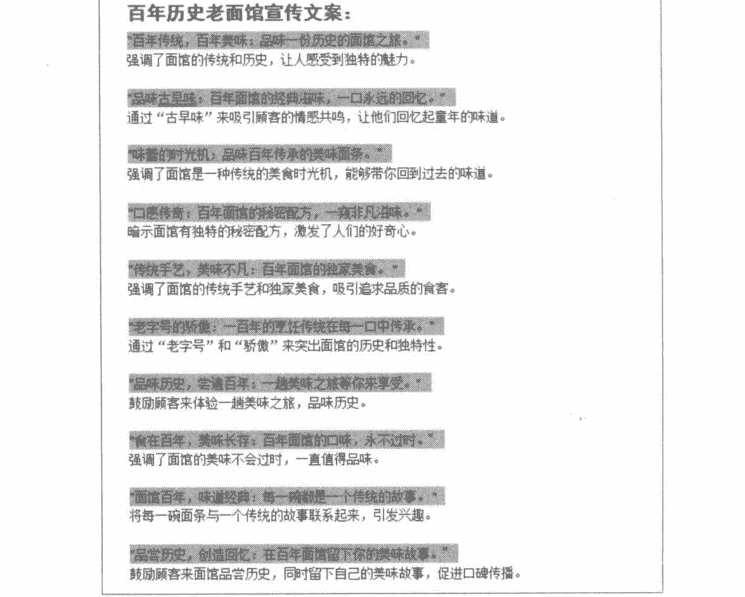 百年历史老面馆宣传文案：
“百年传统，百年美味：品味一份历史的面馆之旅。”
强调了面馆的传统和历史，让人感受到独特的魅力。
“品味古早味：百年面馆的经典滋味，一口永远的回忆。”
通过“古早味”来吸引顾客的情感共鸣，让他们回忆起童年的味道。
“味蕾的时光机：品味百年传承的美味面条。”
强调了面馆是一种传统的美食时光机，能够带你回到过去的味道。
“口感传奇：百年面馆的秘密配方，一窥非凡滋味。”
暗示面馆有独特的秘密配方，激发了人们的好奇心。
“传统手艺，美味不凡：百年面馆的独家美食。”
强调了面馆的传统手艺和独家美食，吸引追求品质的食客。
“老字号的骄傲：一百年的烹饪传统在每一口中传承。”
通过“老字号”和“骄傲”来突出面馆的历史和独特性。
“品味历史，尝遍百年：一趟美味之旅等你来享受。”
鼓励顾客来体验一趟美味之旅，品味历史。
“食在百年，美味长存：百年面馆的口味，永不过时。”
强调了面馆的美味不会过时，一直值得品味。
“面馆百年，味道经典：每一碗都是一个传统的故事。”
将每一碗面条与一个传统的故事联系起来，引发兴趣。
“品尝历史，创造回忆：在百年面馆留下你的美味故事。”
鼓励顾客来面馆品尝历史，同时留下自己的美味故事，促进口碑传播。